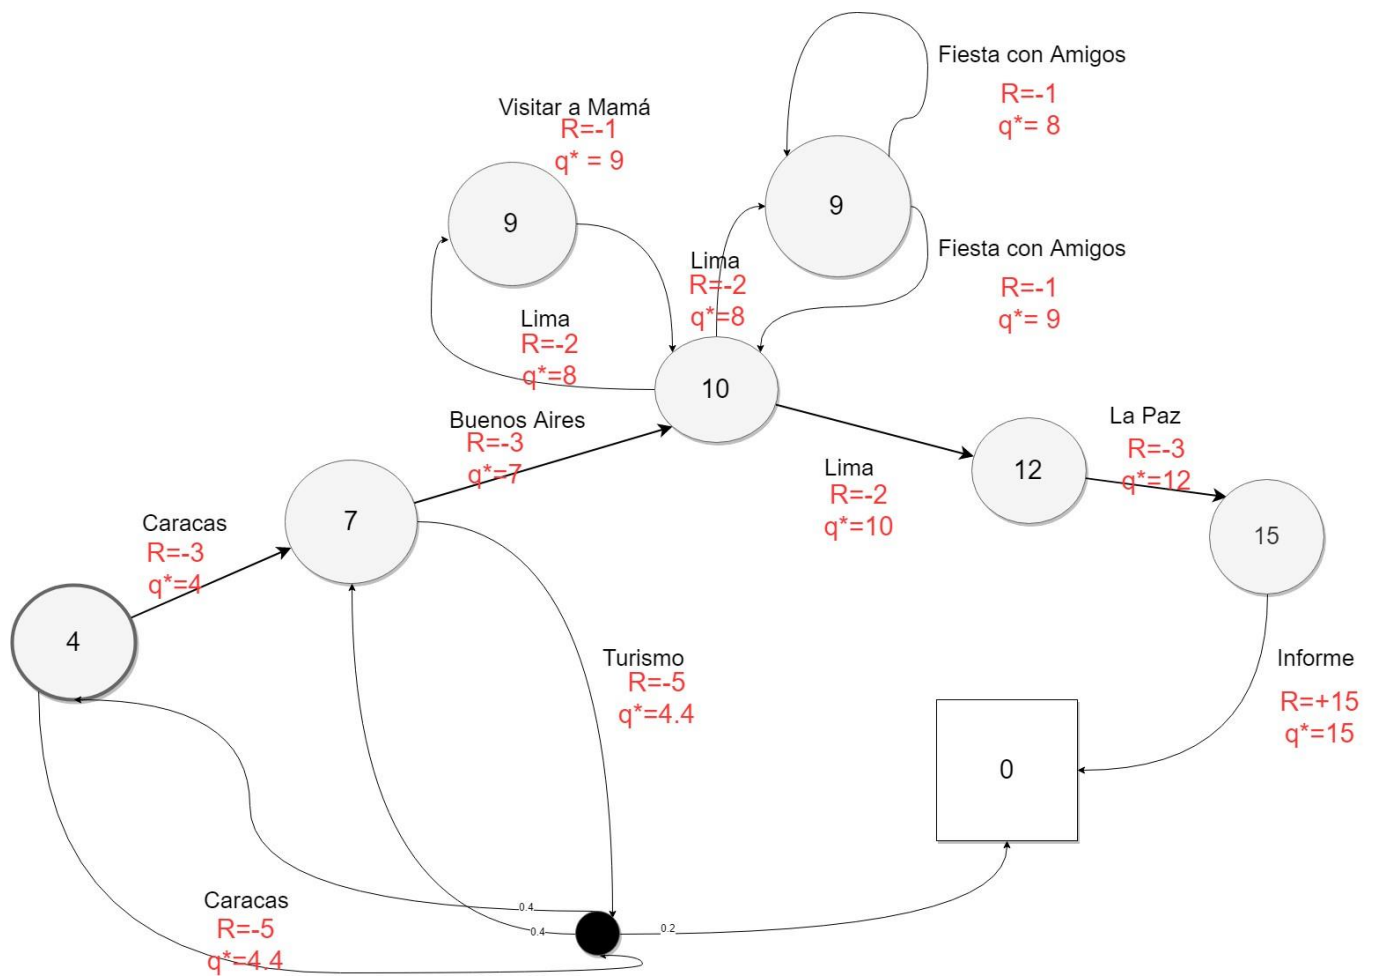 Fiesta con Amigos
R=-1
q*= 8
Visitar a Mamá
R=-1
q* = 9
9
9
Fiesta con Amigos
R=-1
q*= 9
Lima
R=-2
q*=8
Lima
R=-2
q*=8
10
Buenos Aires
R=-3
q*=7
La Paz
R=-3
q*=12
Lima
R=-2
q*=10
12
15
7
Caracas
R=-3
q*=4
4
Turismo
R=-5
q*=4.4
Informe
R=+15
q*=15
0
0.4
0.4
0.2
Caracas
R=-5
q*=4.4